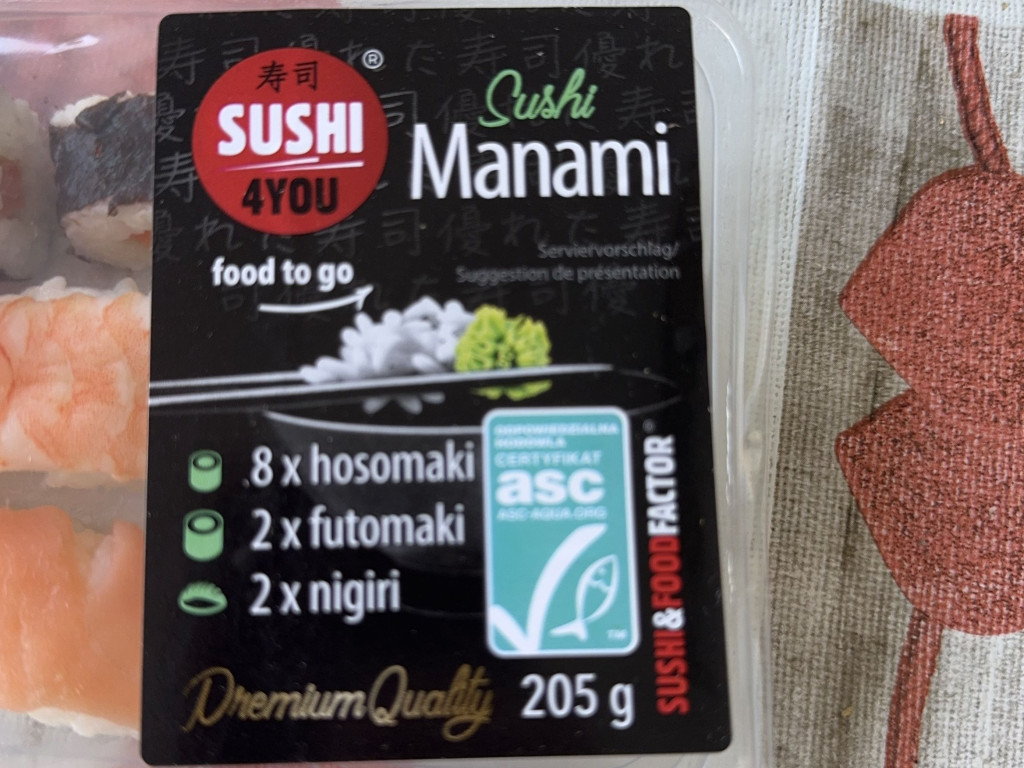 寿司
®
SUSHI
4YOU
food to go
Sushi
Manami
Serviervorschlag/
Suggestion de présentation
8 x hosomaki
2 x futomaki
2 x nigiri
ODPOWIEDZIALNA
HODOWLA
CERTYFIKAT
asc
ASC-AQUA.ORG
TM
SUSHI&FOODFACTOR
Premium Quality
205 g